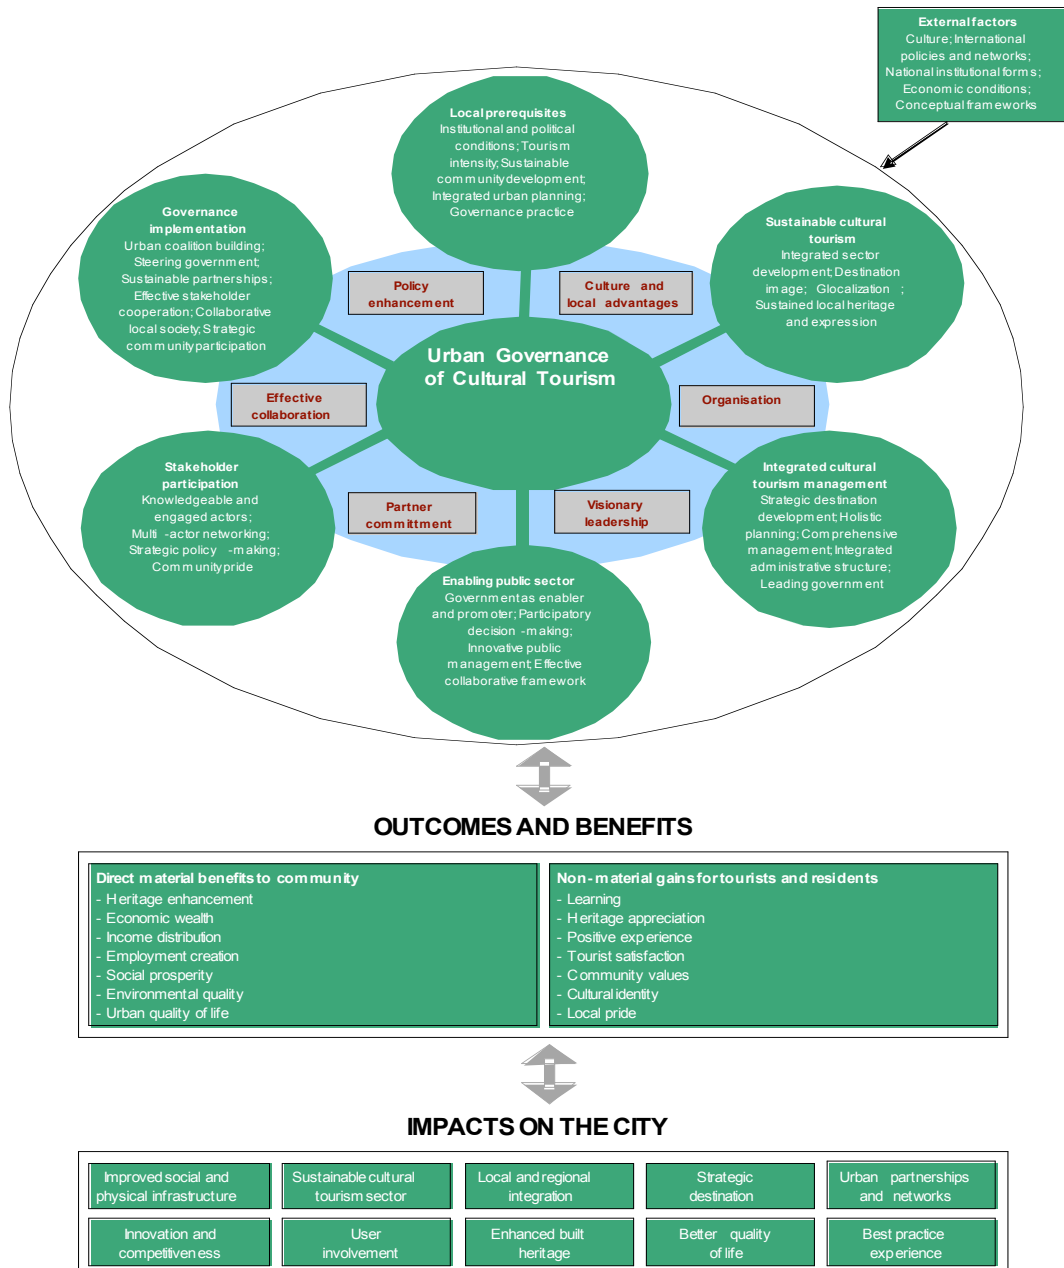 External factors
Culture; International
policies and networks;
National institutional forms;
Economic conditions;
Conceptual frameworks
Local prerequisites
Institutional and political
conditions; Tourism
intensity; Sustainable
community development;
Integrated urban planning;
Governance practice
Governance
implementation
Urban coalition building;
Steering government;
Sustainable partnerships;
Effective stakeholder
cooperation; Collaborative
local society; Strategic
community participation
Sustainable cultural
tourism
Integrated sector
development; Destination
image; Glocalization ;
Sustained local heritage
and expression
Policy
enhancement
Culture and
local advantages
Urban Governance
of Cultural Tourism
Effective
collaboration
Organisation
Stakeholder
participation
Knowledgeable and
engaged actors;
Multi -actor networking;
Strategic policy -making;
Community pride
Integrated cultural
tourism management
Strategic destination
development; Holistic
planning; Comprehensive
management; Integrated
administrative structure;
Leading government
Partner
committment
Visionary
leadership
Enabling public sector
Government as enabler
and promoter; Participatory
decision -making;
Innovative public
management; Effective
collaborative framework
OUTCOMES AND BENEFITS
Direct material benefits to community
- Heritage enhancement
- Economic wealth
- Income distribution
- Employment creation
- Social prosperity
- Environmental quality
- Urban quality of life
Non-material gains for tourists and residents
- Learning
- Heritage appreciation
- Positive experience
- Tourist satisfaction
- Community values
- Cultural identity
- Local pride
IMPACTS ON THE CITY
Improved social and
physical infrastructure
Sustainable cultural
tourism sector
Local and regional
integration
Strategic
destination
Urban partnerships
and networks
Innovation and
competitiveness
User
involvement
Enhanced built
heritage
Better quality
of life
Best practice
experience